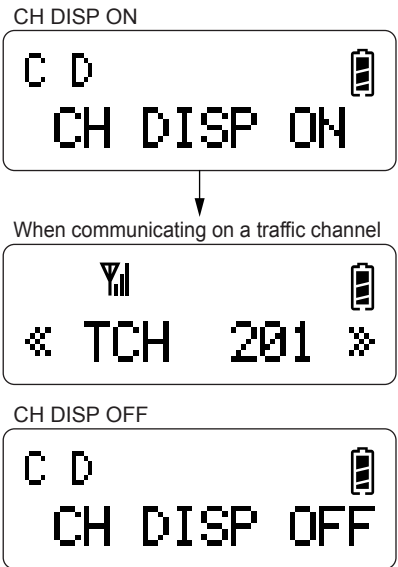 CH DISP ON
C D
CH DISP ON
When communicating on a traffic channel
« TCH 201 »
CH DISP OFF
C D
CH DISP OFF